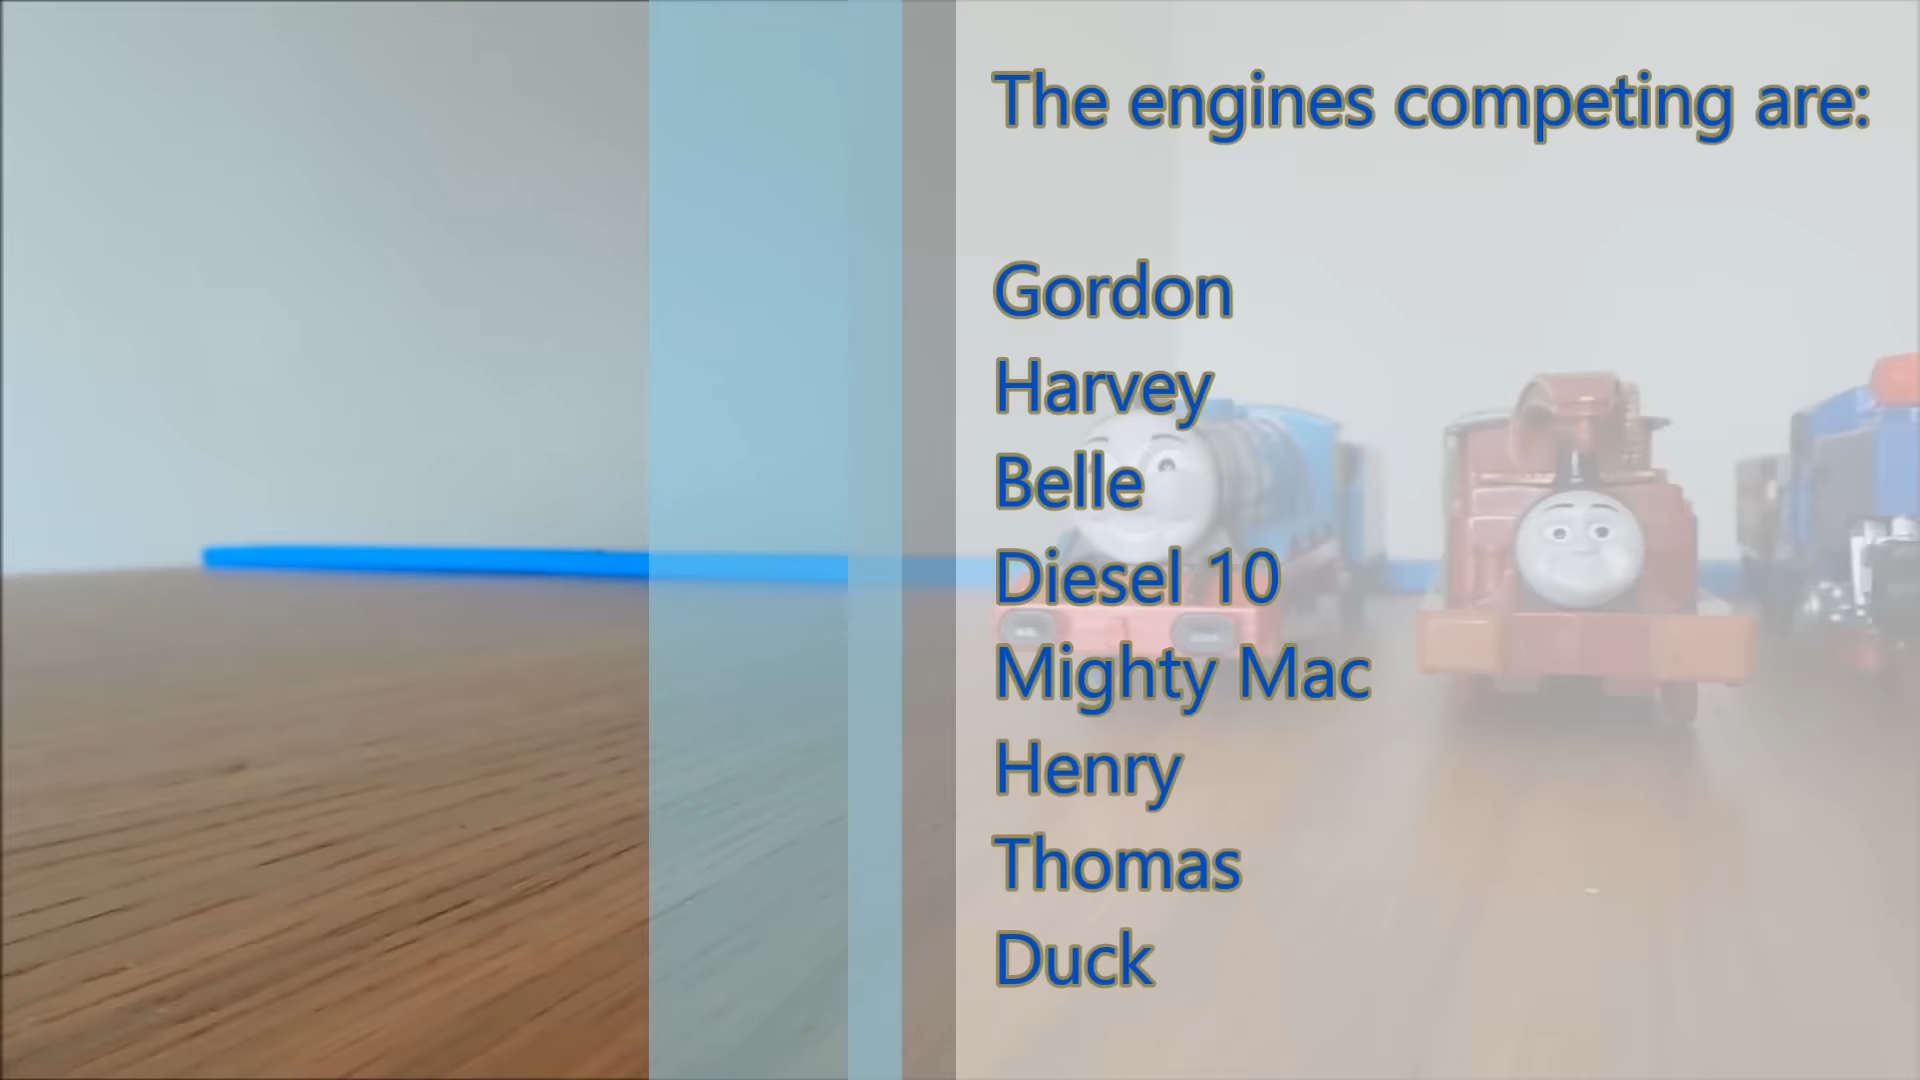 The engines competing are:
Gordon
Harvey
Belle
Diesel 10
Mighty Mac
Henry
Thomas
Duck